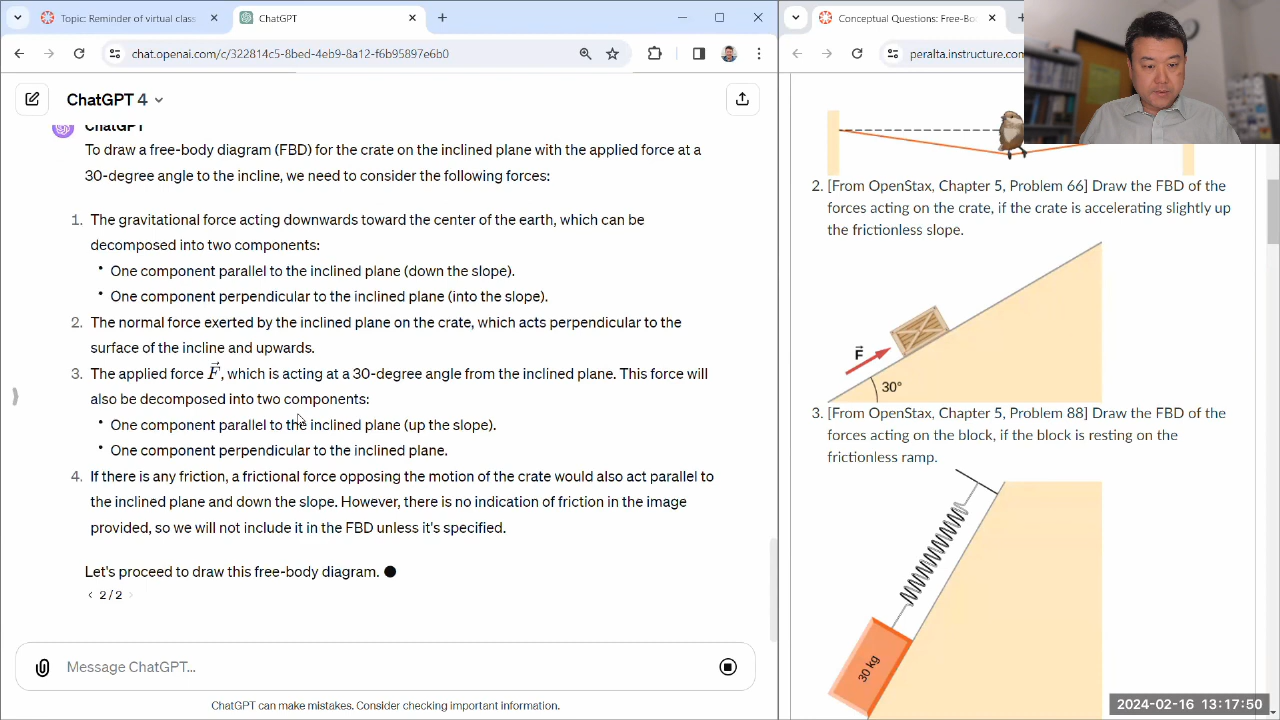 Topic: Reminder of virtual class
ChatGPT
Conceptual Questions: Free-Bo
chat.openai.com/c/322814c5-8bed-4eb9-8a12-f6b95897e6b0
peralta.instructure.com
ChatGPT 4
ChatGPT
To draw a free-body diagram (FBD) for the crate on the inclined plane with the applied force at a
30-degree angle to the incline, we need to consider the following forces:
1. The gravitational force acting downwards toward the center of the earth, which can be
decomposed into two components:
• One component parallel to the inclined plane (down the slope).
• One component perpendicular to the inclined plane (into the slope).
2. The normal force exerted by the inclined plane on the crate, which acts perpendicular to the
surface of the incline and upwards.
3. The applied force F⃗, which is acting at a 30-degree angle from the inclined plane. This force will
also be decomposed into two components:
• One component parallel to the inclined plane (up the slope).
• One component perpendicular to the inclined plane.
4. If there is any friction, a frictional force opposing the motion of the crate would also act parallel to
the inclined plane and down the slope. However, there is no indication of friction in the image
provided, so we will not include it in the FBD unless it's specified.
Let's proceed to draw this free-body diagram.
2/2
Message ChatGPT...
ChatGPT can make mistakes. Consider checking important information.
2. [From OpenStax, Chapter 5, Problem 66] Draw the FBD of the
forces acting on the crate, if the crate is accelerating slightly up
the frictionless slope.
F⃗
30°
3. [From OpenStax, Chapter 5, Problem 88] Draw the FBD of the
forces acting on the block, if the block is resting on the
frictionless ramp.
30 kg
2024-02-16 13:17:50